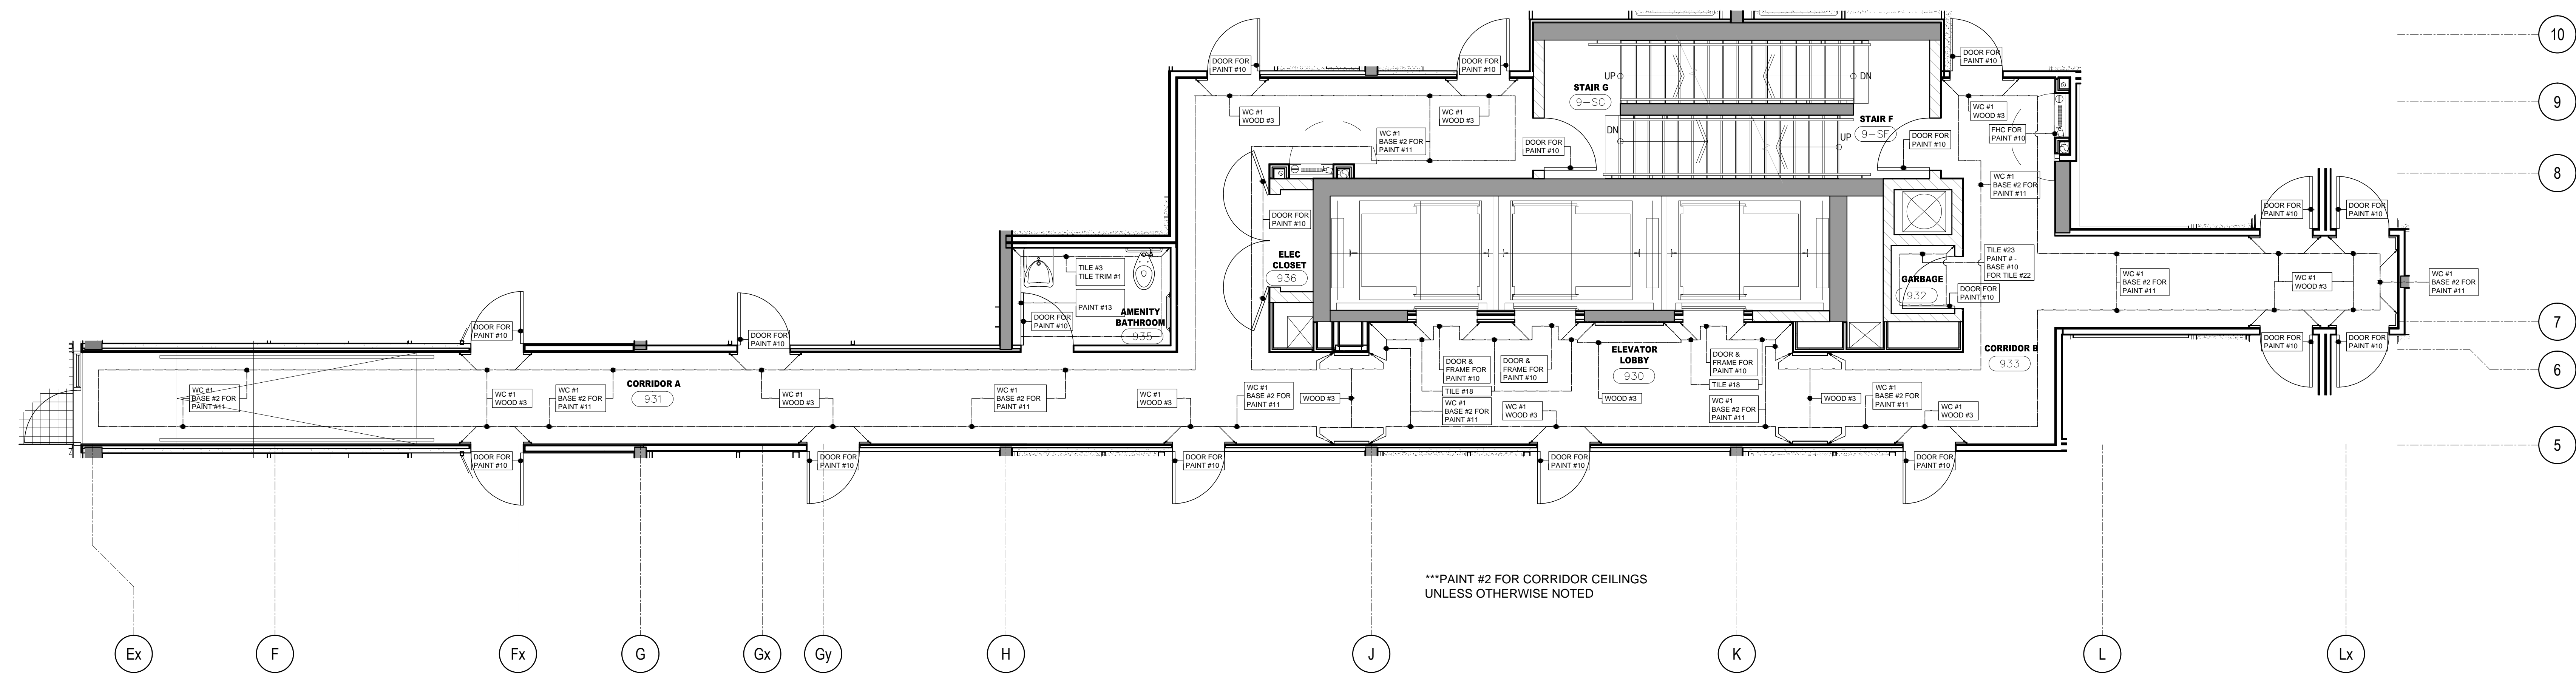 DOOR FOR
PAINT #10
DOOR FOR
PAINT #10
DOOR FOR
PAINT #10
10
UP
DN
STAIR G
9-SG
9
WC #1
WOOD #3
WC #1
WOOD #3
WC #1
WOOD #3
WC #1
BASE #2 FOR
PAINT #11
DN
UP
STAIR F
9-SF
DOOR FOR
PAINT #10
DOOR FOR
PAINT #10
FHC FOR
PAINT #10
8
WC #1
BASE #2 FOR
PAINT #11
DOOR FOR
PAINT #10
DOOR FOR
PAINT #10
DOOR FOR
PAINT #10
ELEC
CLOSET
936
TILE #3
TILE TRIM #1
PAINT #13
DOOR FOR
PAINT #10
AMENITY
BATHROOM
935
TILE #23
PAINT # -
BASE #10
FOR TILE #22
GARBAGE
932
DOOR FOR
PAINT #10
WC #1
BASE #2 FOR
PAINT #11
WC #1
WOOD #3
WC #1
BASE #2 FOR
PAINT #11
7
DOOR FOR
PAINT #10
DOOR FOR
PAINT #10
DOOR FOR
PAINT #10
DOOR FOR
PAINT #10
DOOR &
FRAME FOR
PAINT #10
DOOR &
FRAME FOR
PAINT #10
ELEVATOR
LOBBY
930
DOOR &
FRAME FOR
PAINT #10
CORRIDOR B
933
6
WC #1
BASE #2 FOR
PAINT #11
WC #1
WOOD #3
WC #1
BASE #2 FOR
PAINT #11
CORRIDOR A
931
WC #1
WOOD #3
WC #1
BASE #2 FOR
PAINT #11
WC #1
WOOD #3
WC #1
BASE #2 FOR
PAINT #11
WOOD #3
TILE #18
WC #1
BASE #2 FOR
PAINT #11
WC #1
WOOD #3
WOOD #3
TILE #18
WC #1
BASE #2 FOR
PAINT #11
WOOD #3
WC #1
BASE #2 FOR
PAINT #11
WC #1
WOOD #3
5
DOOR FOR
PAINT #10
DOOR FOR
PAINT #10
DOOR FOR
PAINT #10
DOOR FOR
PAINT #10
DOOR FOR
PAINT #10
***PAINT #2 FOR CORRIDOR CEILINGS
UNLESS OTHERWISE NOTED
Ex
F
Fx
G
Gx
Gy
H
J
K
L
Lx